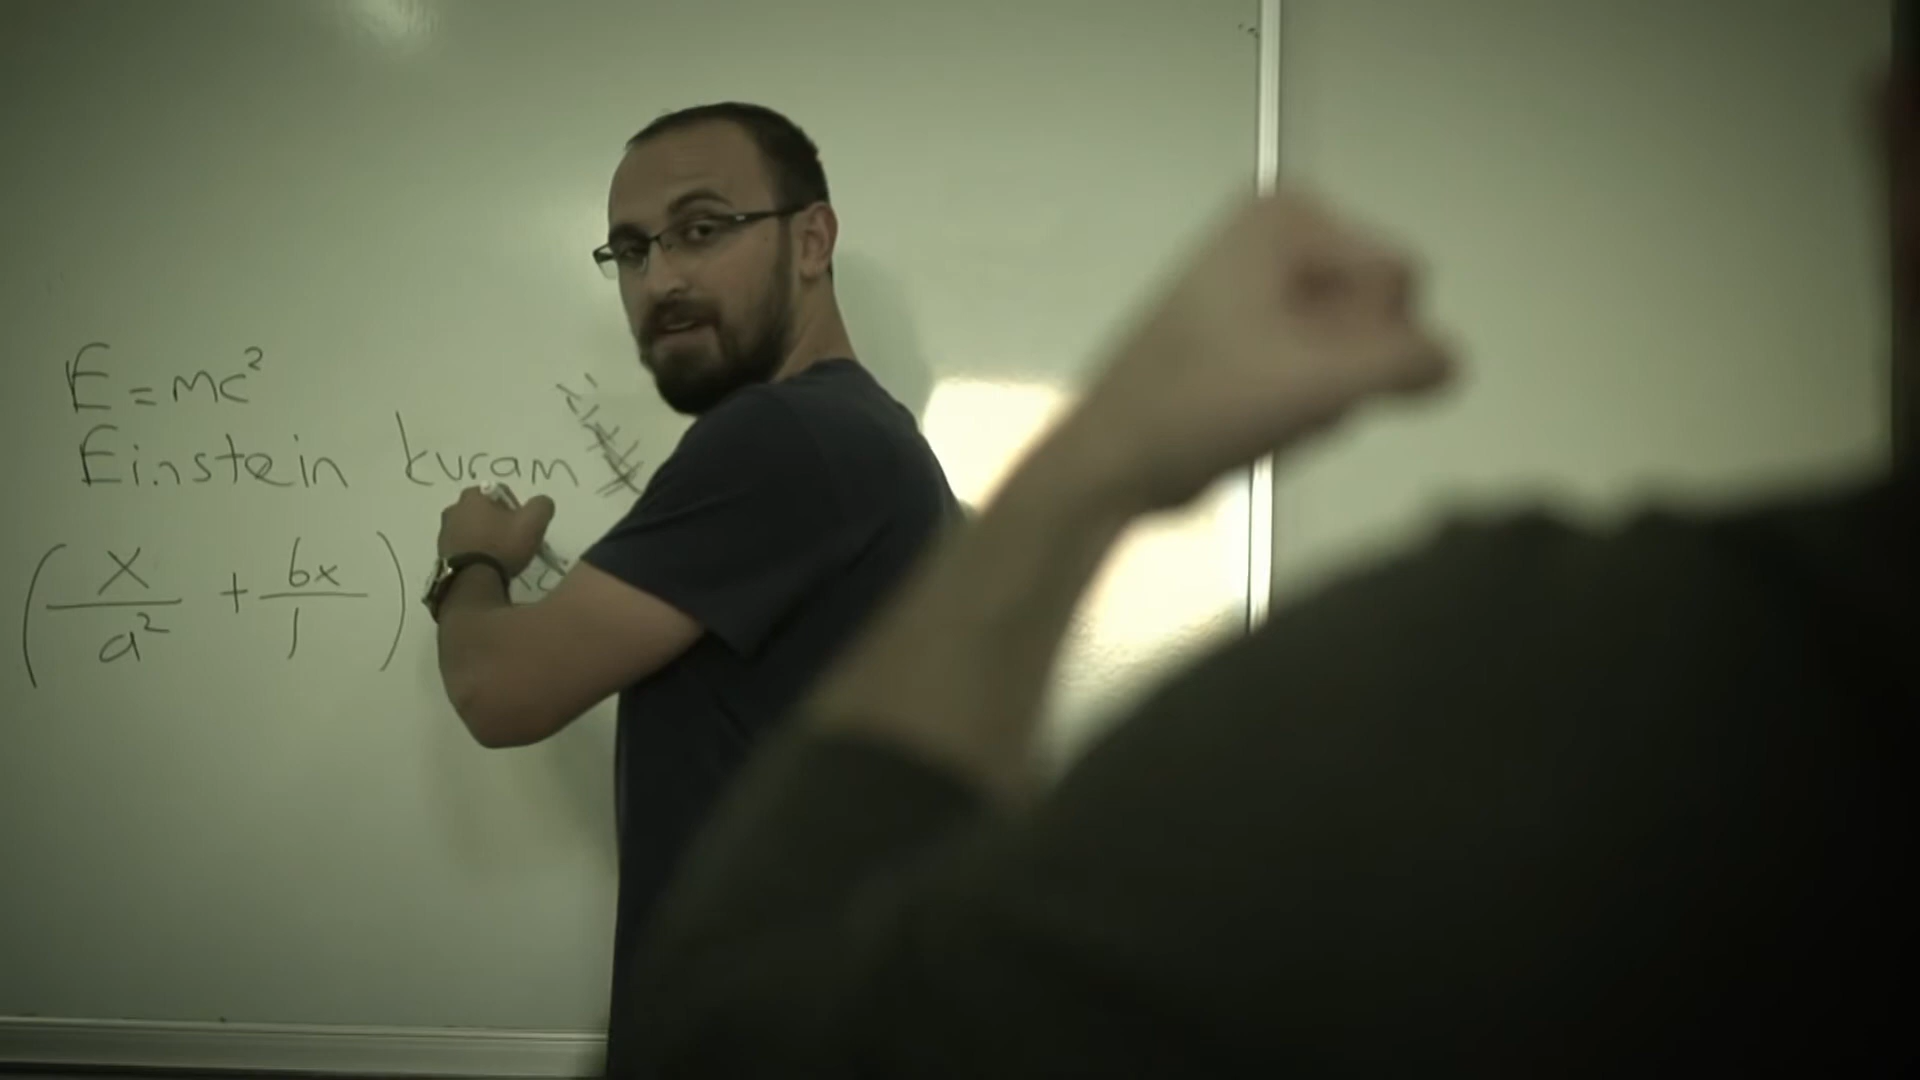 E = mc²
Einstein kuram
(x/a² + 6x/1)